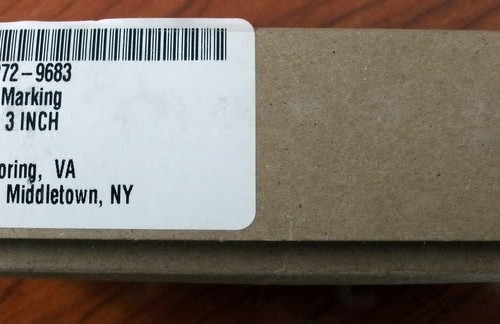 72-9683
Marking
3 INCH
oring, VA
Middletown, NY